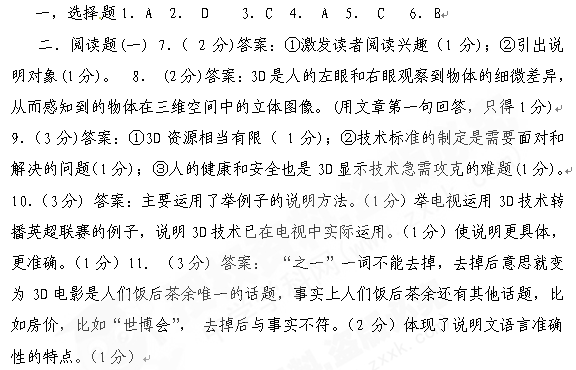 一，选择题1. A 2. D 3. C 4. A 5. C 6. B
二. 阅读题(一) 7.（ 2 分)答案: ①激发读者阅读兴趣（1 分）; ②引出说
明对象(1 分)。 8. (2分)答案: 3D是人的左眼和右眼观察到物体的细微差异,
从而感知到的物体在三维空间中的立体图像。(用文章第一句回答，只得1分)
9.（3分)答案: ①3D 资源相当有限（ 1 分）; ②技术标准的制定是需要面对和
解决的问题(1分）; ③人的健康和安全也是 3D 显示技术急需攻克的难题(1分)。
10.（3分） 答案: 主要运用了举例子的说明方法。（1分）举电视运用 3D 技术转
播英超联赛的例子，说明 3D技术已在电视中实际运用。（1分）使说明更具体，
更准确。（1分）11. （3分） 答案: “之一”一词不能去掉，去掉后意思就变
为 3D电影是人们饭后茶余唯一的话题，事实上人们饭后茶余还有其他话题，比
如房价，比如“世博会”， 去掉后与事实不符。（2 分）体现了说明文语言准确
性的特点。（1分）
zxxk.com